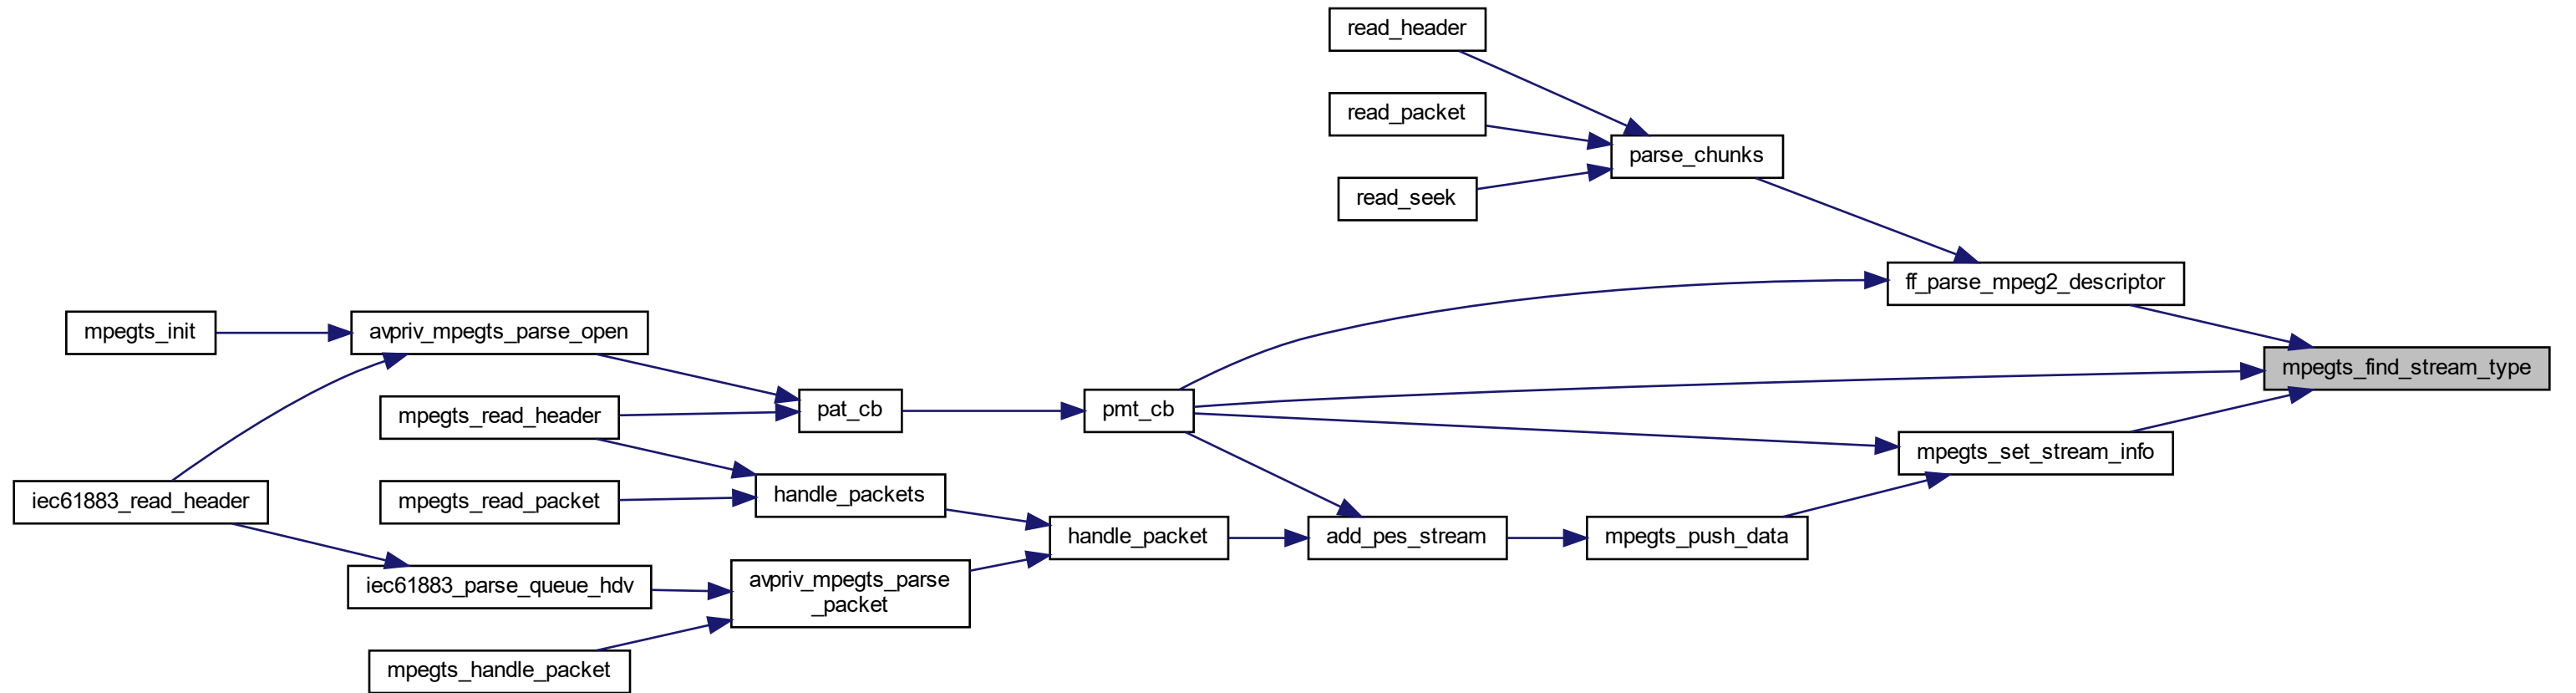 read_header
read_packet
parse_chunks
read_seek
ff_parse_mpeg2_descriptor
mpegts_init
avpriv_mpegts_parse_open
mpegts_find_stream_type
mpegts_read_header
pat_cb
pmt_cb
mpegts_set_stream_info
iec61883_read_header
mpegts_read_packet
handle_packets
handle_packet
add_pes_stream
mpegts_push_data
iec61883_parse_queue_hdv
avpriv_mpegts_parse
_packet
mpegts_handle_packet